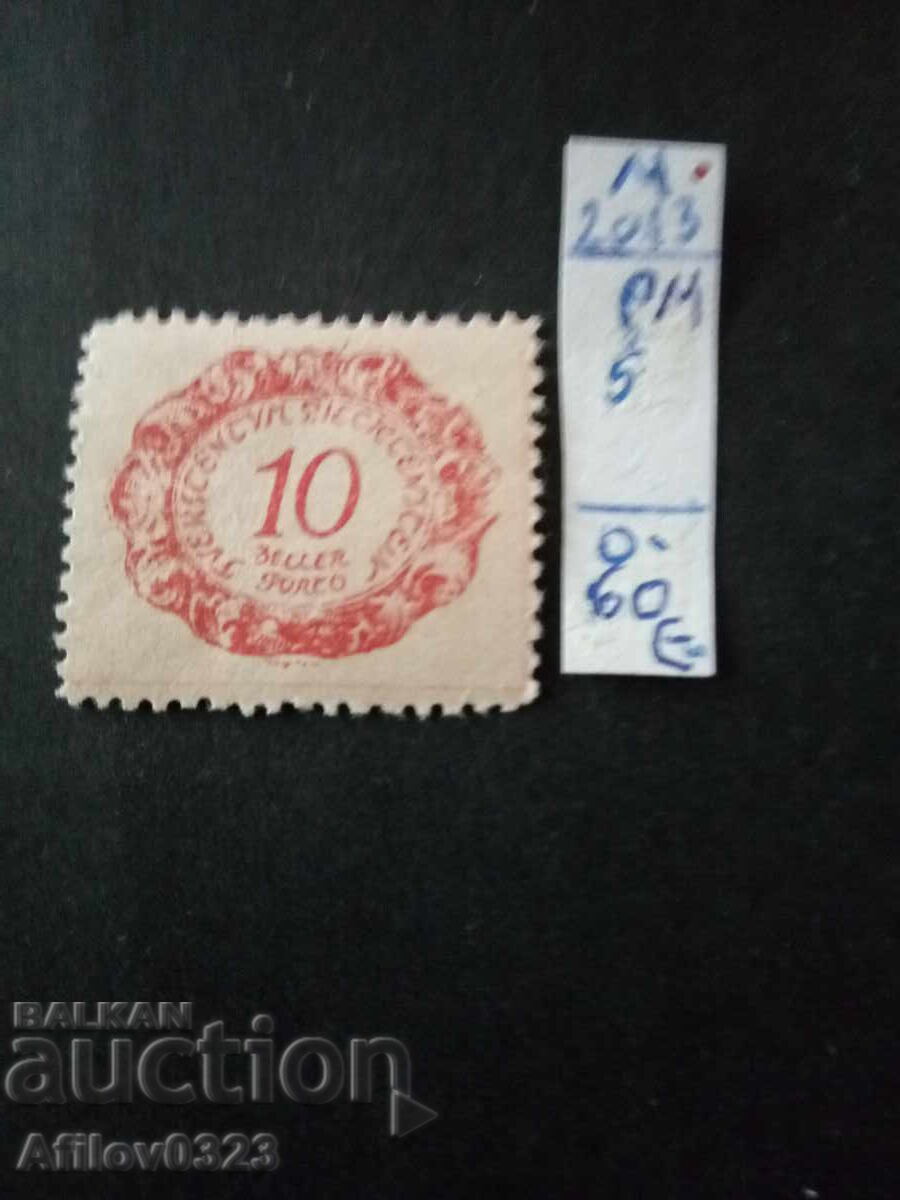 10
HELLER
PORTO
M.
2013
PM
5
0.
60 €
BALKAN
auction
Afilov0323